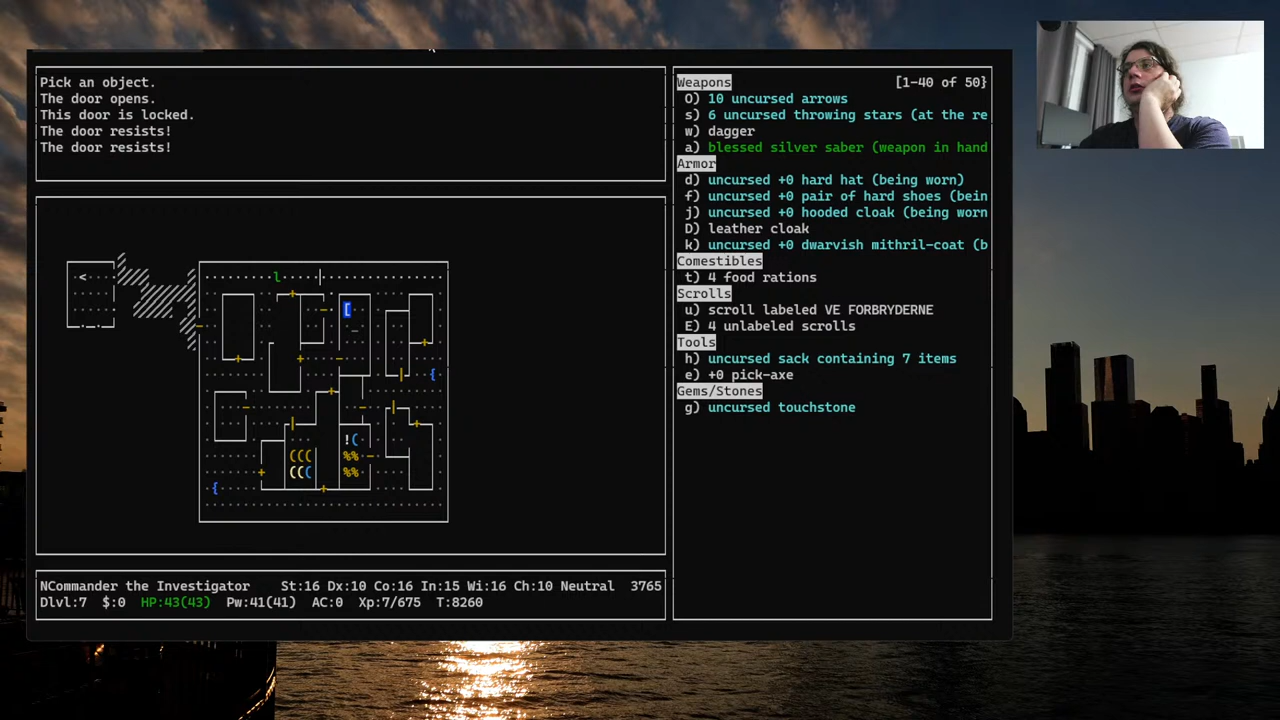 Pick an object.
The door opens.
This door is locked.
The door resists!
The door resists!
NCommander the Investigator St:16 Dx:10 Co:16 In:15 Wi:16 Ch:10 Neutral 3765
Dlvl:7 $:0 HP:43(43) Pw:41(41) AC:0 Xp:7/675 T:8260
Weapons [1-40 of 50}
O) 10 uncursed arrows
s) 6 uncursed throwing stars (at the re
w) dagger
a) blessed silver saber (weapon in hand
Armor
d) uncursed +0 hard hat (being worn)
f) uncursed +0 pair of hard shoes (bein
j) uncursed +0 hooded cloak (being worn
D) leather cloak
k) uncursed +0 dwarvish mithril-coat (b
Comestibles
t) 4 food rations
Scrolls
u) scroll labeled VE FORBRYDERNE
E) 4 unlabeled scrolls
Tools
h) uncursed sack containing 7 items
e) +0 pick-axe
Gems/Stones
g) uncursed touchstone